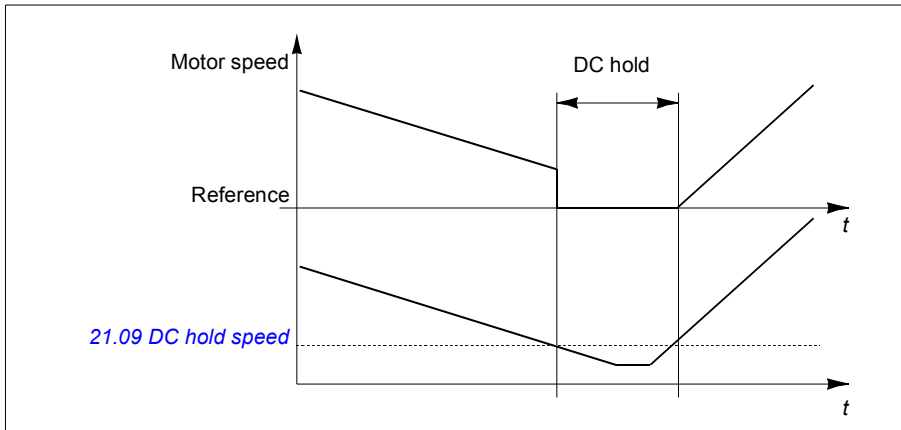 Motor speed
DC hold
Reference
t
21.09 DC hold speed
t